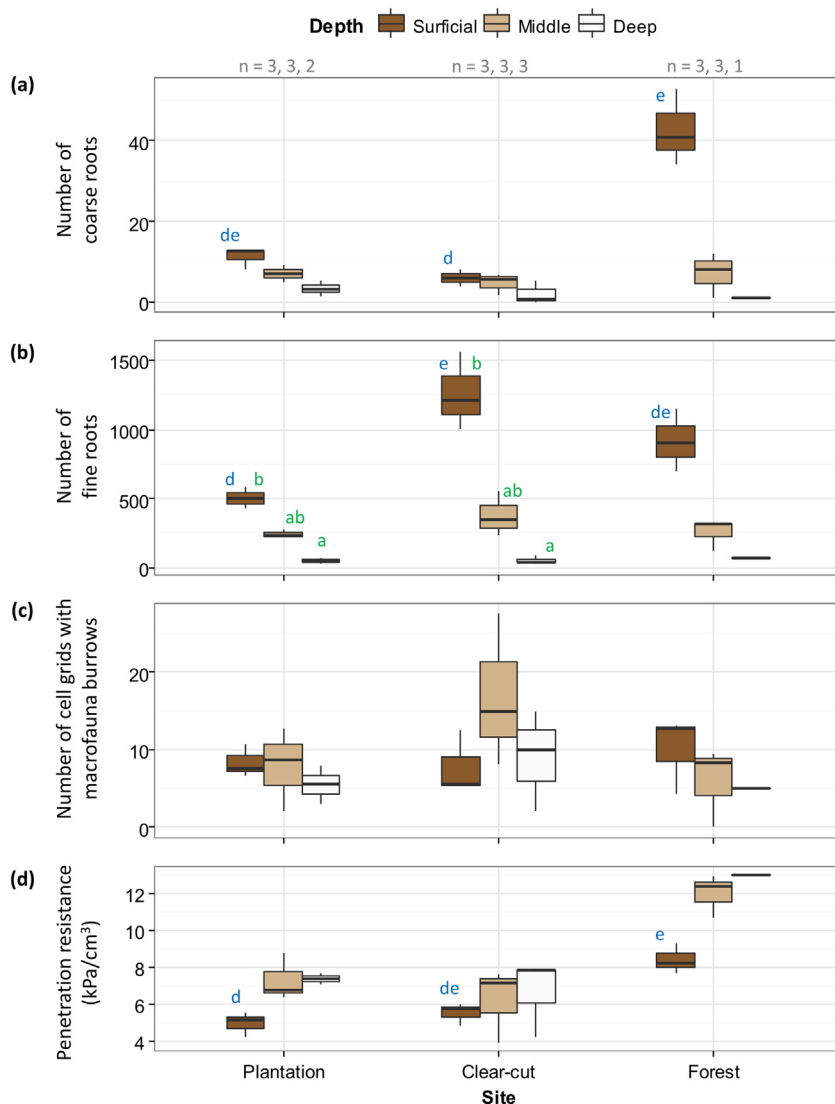 Depth Surficial Middle Deep
n = 3, 3, 2 n = 3, 3, 3 n = 3, 3, 1
(a)
Number of
coarse roots
40
20
0
de
d
e
(b)
Number of
fine roots
1500
1000
500
0
d b
ab
a
e b
ab
a
de
(c)
Number of cell grids with
macrofauna burrows
20
10
0
(d)
Penetration resistance
(kPa/cm³)
12
10
8
6
4
d
de
e
Plantation Clear-cut Forest
Site